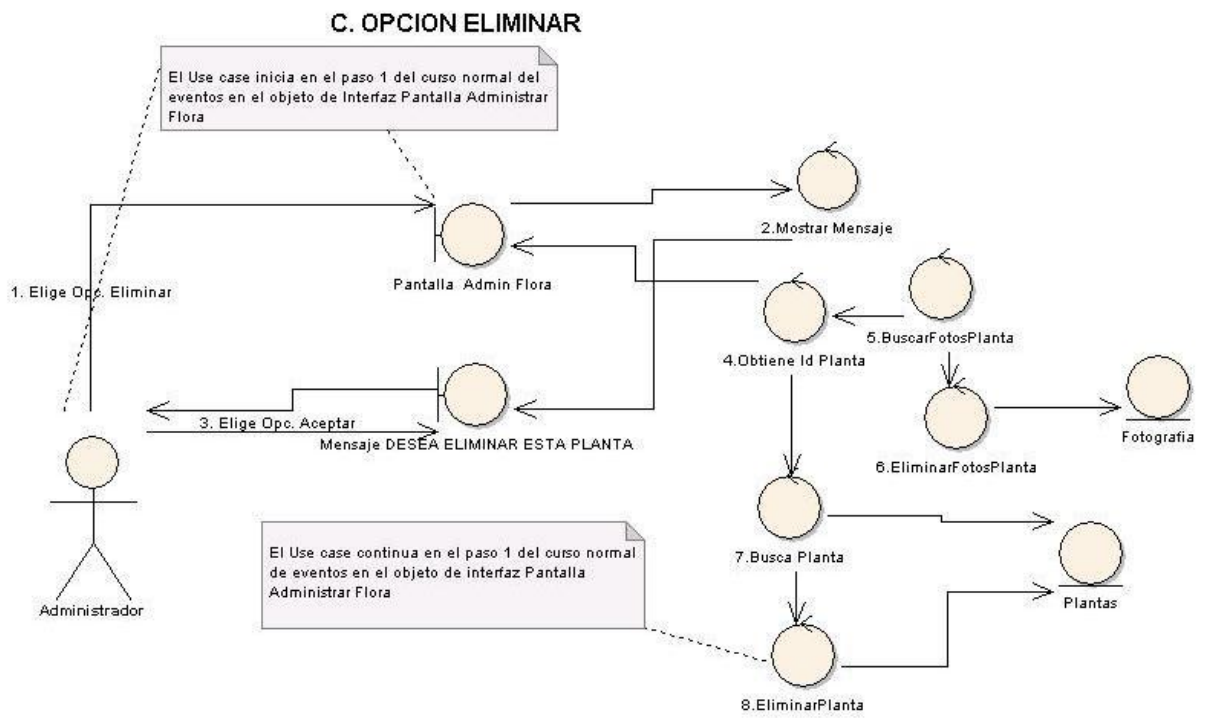 C. OPCION ELIMINAR
El Use case inicia en el paso 1 del curso normal del
eventos en el objeto de Interfaz Pantalla Administrar
Flora
2.Mostrar Mensaje
Pantalla Admin Flora
1. Elige Opc. Eliminar
5.BuscarFotosPlanta
4.Obtiene Id Planta
3. Elige Opc. Aceptar
Mensaje DESEA ELIMINAR ESTA PLANTA
Fotografia
6.EliminarFotosPlanta
El Use case continua en el paso 1 del curso normal
de eventos en el objeto de interfaz Pantalla
Administrar Flora
7.Busca Planta
Plantas
Administrador
8.EliminarPlanta